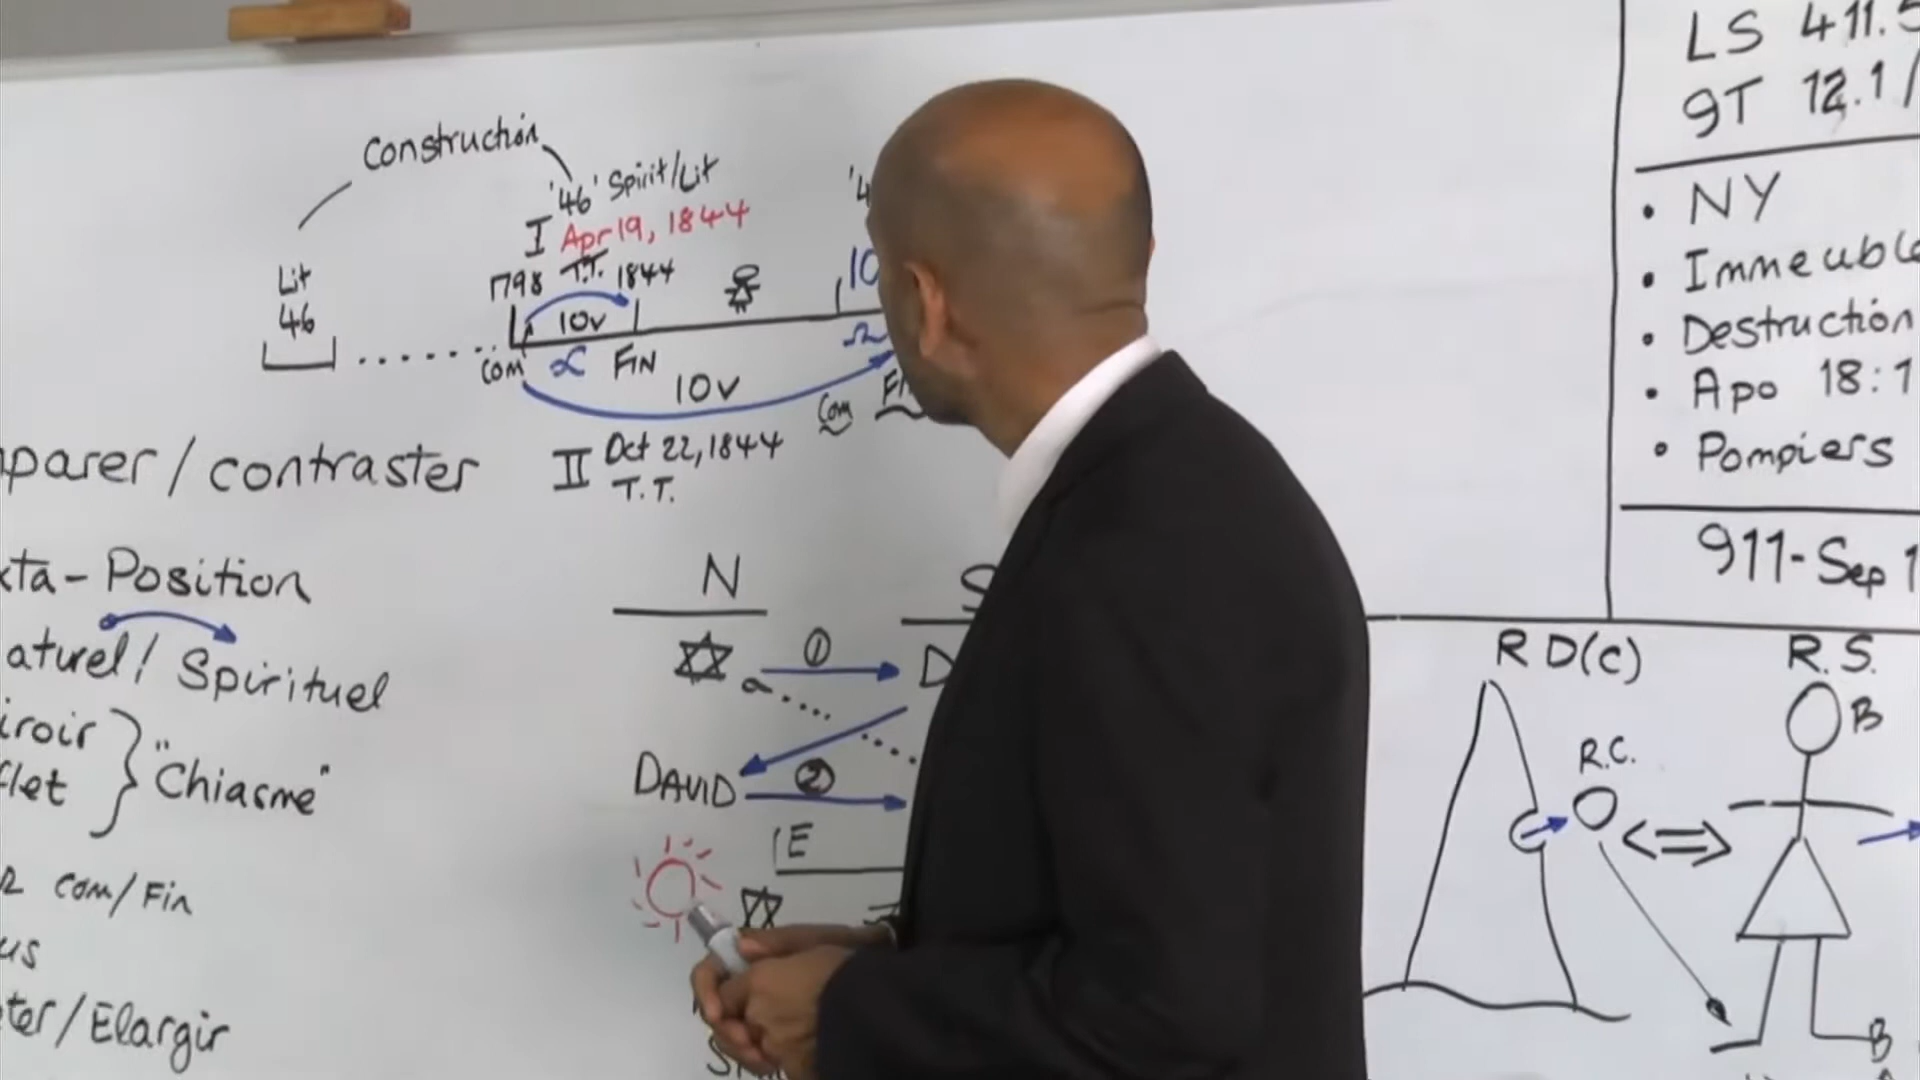 Construction
'46' Spirit/Lit
I Apr 19, 1844
1798 T.T. 1844
Lit
46
10v
Com α FIN
10
Ω
10V
Com
II Oct 22, 1844
T.T.
parer / contraster
xta-Position
aturel / Spirituel
iroir
flet
"Chiasme"
com/Fin
us
ter/Elargir
N
S
①
α
D
DAVID
②
E
LS 411.5
9T 12.1/
• NY
• Immeuble
• Destruction
• Apo 18:1
• Pompiers
911-Sep 1
R D(C)
R.S.
R.C.
B
B